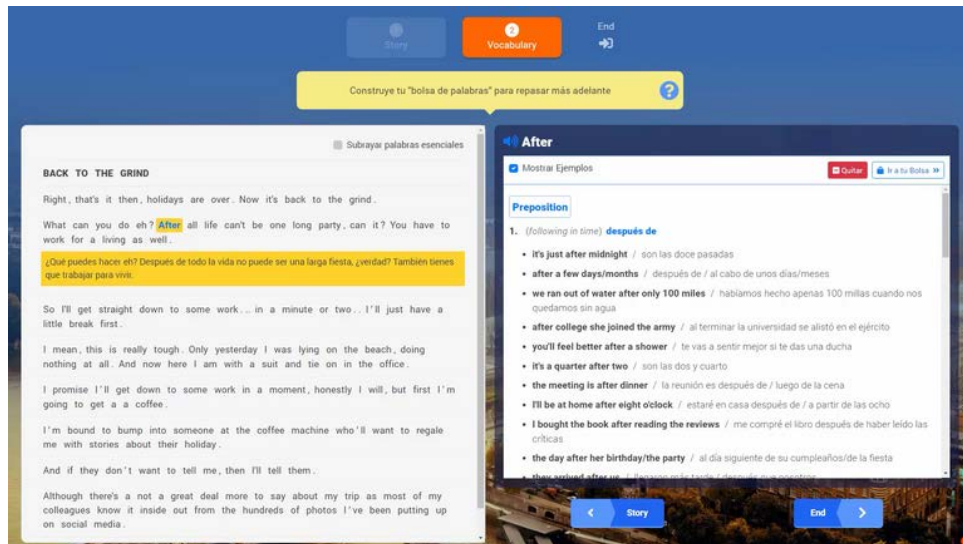 1
Story
2
Vocabulary
End
Construye tu "bolsa de palabras" para repasar más adelante
?
Subrayar palabras esenciales
BACK TO THE GRIND
Right, that's it then, holidays are over. Now it's back to the grind.
What can you do eh? After all life can't be one long party, can it? You have to
work for a living as well.
¿Qué puedes hacer eh? Después de todo la vida no puede ser una larga fiesta, ¿verdad? También tienes
que trabajar para vivir.
So I'll get straight down to some work... in a minute or two.. I'll just have a
little break first.
I mean, this is really tough. Only yesterday I was lying on the beach, doing
nothing at all. And now here I am with a suit and tie on in the office.
I promise I'll get down to some work in a moment, honestly I will, but first I'm
going to get a a coffee.
I'm bound to bump into someone at the coffee machine who'll want to regale
me with stories about their holiday.
And if they don't want to tell me, then I'll tell them.
Although there's a not a great deal more to say about my trip as most of my
colleagues know it inside out from the hundreds of photos I've been putting up
on social media.
After
Mostrar Ejemplos
Quitar
Ir a tu Bolsa »
Preposition
1. (following in time) después de
• it's just after midnight / son las doce pasadas
• after a few days/months / después de / al cabo de unos días/meses
• we ran out of water after only 100 miles / habíamos hecho apenas 100 millas cuando nos
quedamos sin agua
• after college she joined the army / al terminar la universidad se alistó en el ejército
• you'll feel better after a shower / te vas a sentir mejor si te das una ducha
• it's a quarter after two / son las dos y cuarto
• the meeting is after dinner / la reunión es después de / luego de la cena
• I'll be at home after eight o'clock / estaré en casa después de / a partir de las ocho
• I bought the book after reading the reviews / me compré el libro después de haber leído las
críticas
• the day after her birthday/the party / al día siguiente de su cumpleaños/de la fiesta
• they arrived after us / llegaron más tarde / después que nosotros
Story
End